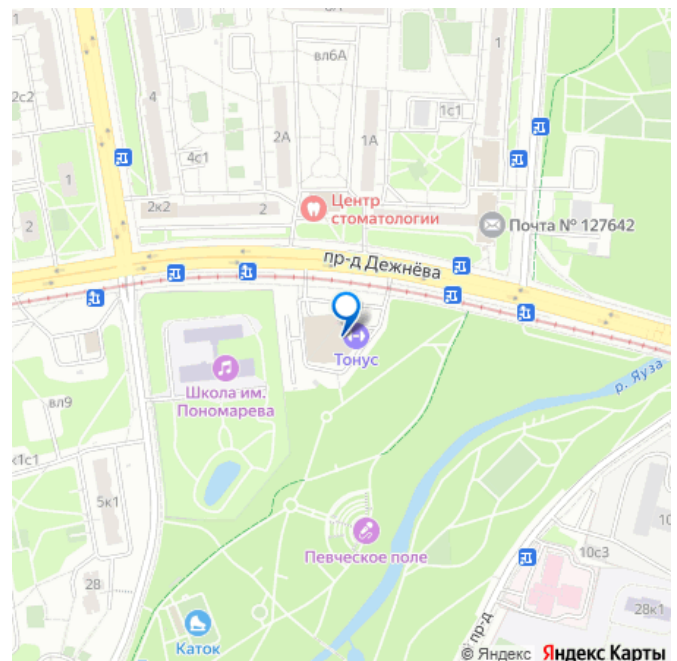 вл6А
1
2с2
4
1с1
2А
1А
4с1
1
Центр
стоматологии
2к2
2
2
Почта № 127642
пр-д Дежнёва
Тонус
р. Яуза
Школа им.
Пономарева
вл9
к1с1
5к1
10
Певческое поле
10с3
28
28к1
Каток
пр-д
© Яндекс Яндекс Карты